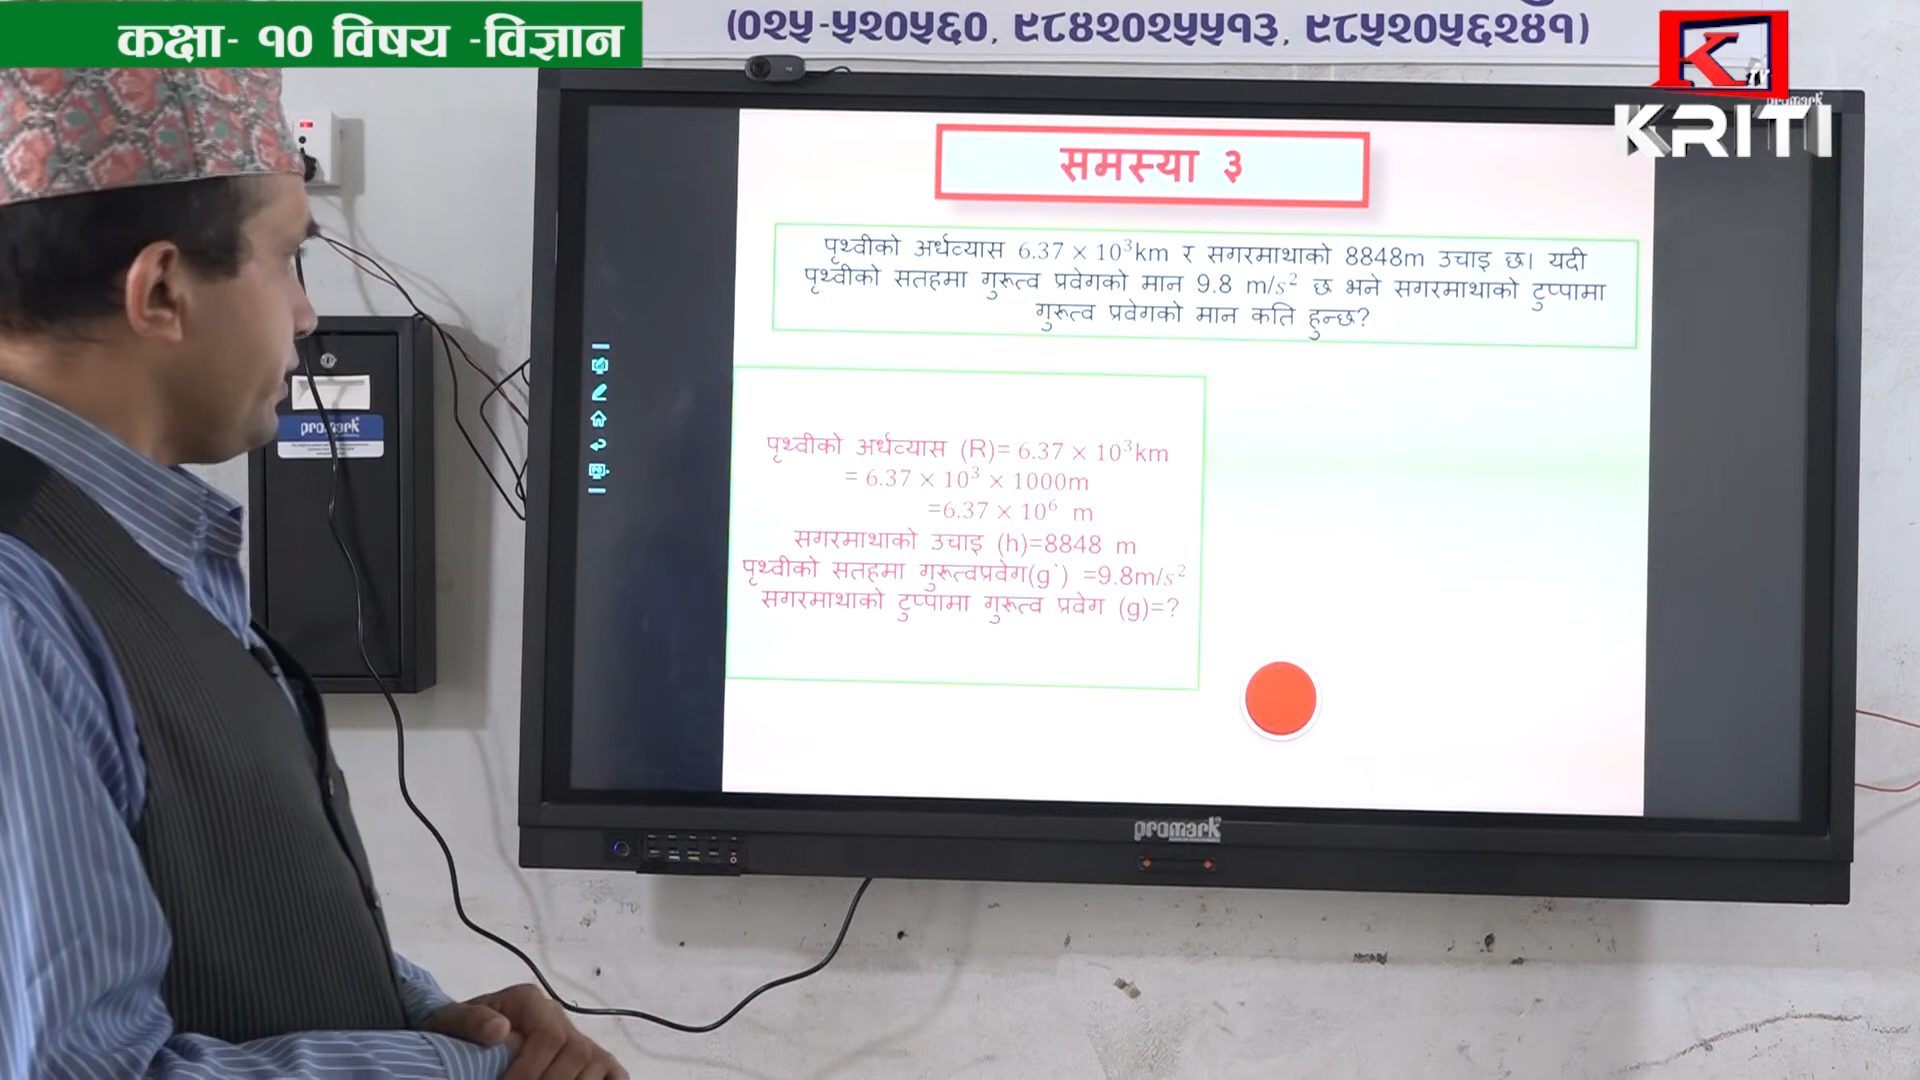 कक्षा- १० विषय -विज्ञान
(०२५-५२०५६०, ९८४२०२५५१३, ९८५२०५६२४१)
K TV
KRITI
promark
समस्या ३
पृथ्वीको अर्धव्यास 6.37 × 10³km र सगरमाथाको 8848m उचाइ छ। यदी
पृथ्वीको सतहमा गुरूत्व प्रवेगको मान 9.8 m/s² छ भने सगरमाथाको टुप्पामा
गुरूत्व प्रवेगको मान कति हुन्छ?
पृथ्वीको अर्धव्यास (R)= 6.37 × 10³km
= 6.37 × 10³ × 1000m
=6.37 × 10⁶ m
सगरमाथाको उचाइ (h)=8848 m
पृथ्वीको सतहमा गुरूत्वप्रवेग(g`) =9.8m/s²
सगरमाथाको टुप्पामा गुरूत्व प्रवेग (g)=?
promark
promark